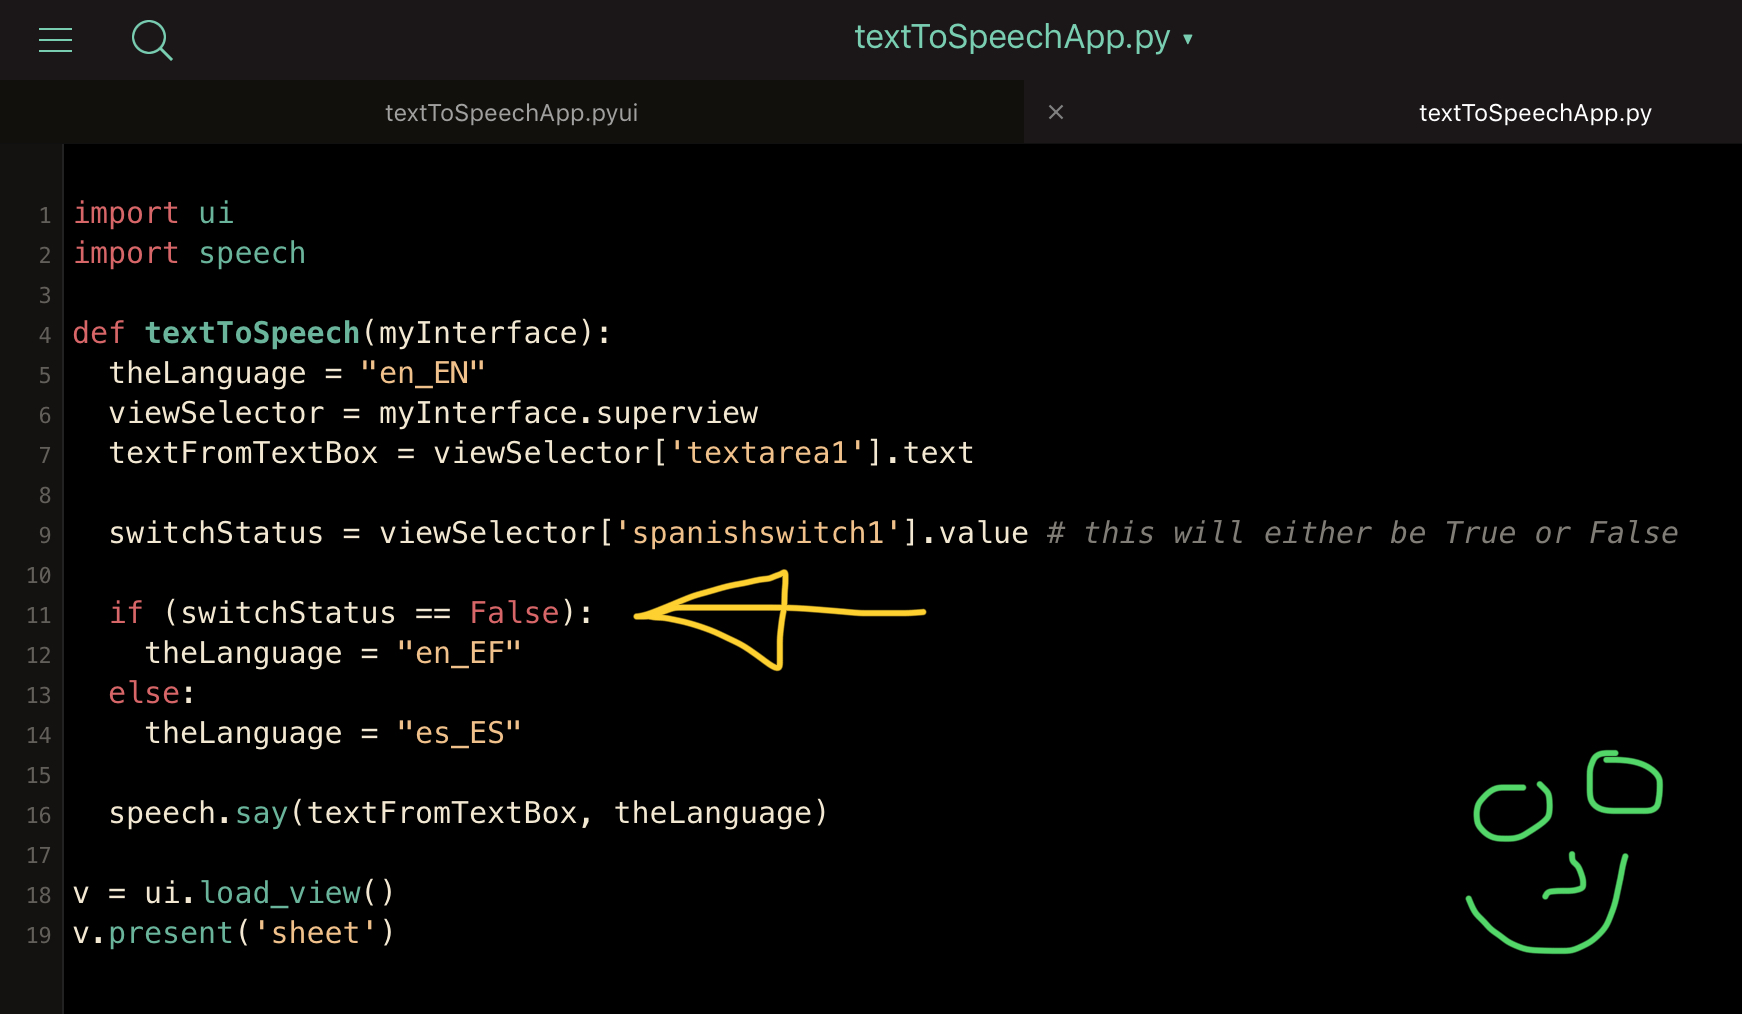 textToSpeechApp.py ▾
textToSpeechApp.pyui
× textToSpeechApp.py
1 import ui
2 import speech
3
4 def textToSpeech(myInterface):
5   theLanguage = "en_EN"
6   viewSelector = myInterface.superview
7   textFromTextBox = viewSelector['textarea1'].text
8
9   switchStatus = viewSelector['spanishswitch1'].value # this will either be True or False
10
11   if (switchStatus == False):
12     theLanguage = "en_EF"
13   else:
14     theLanguage = "es_ES"
15
16   speech.say(textFromTextBox, theLanguage)
17
18 v = ui.load_view()
19 v.present('sheet')